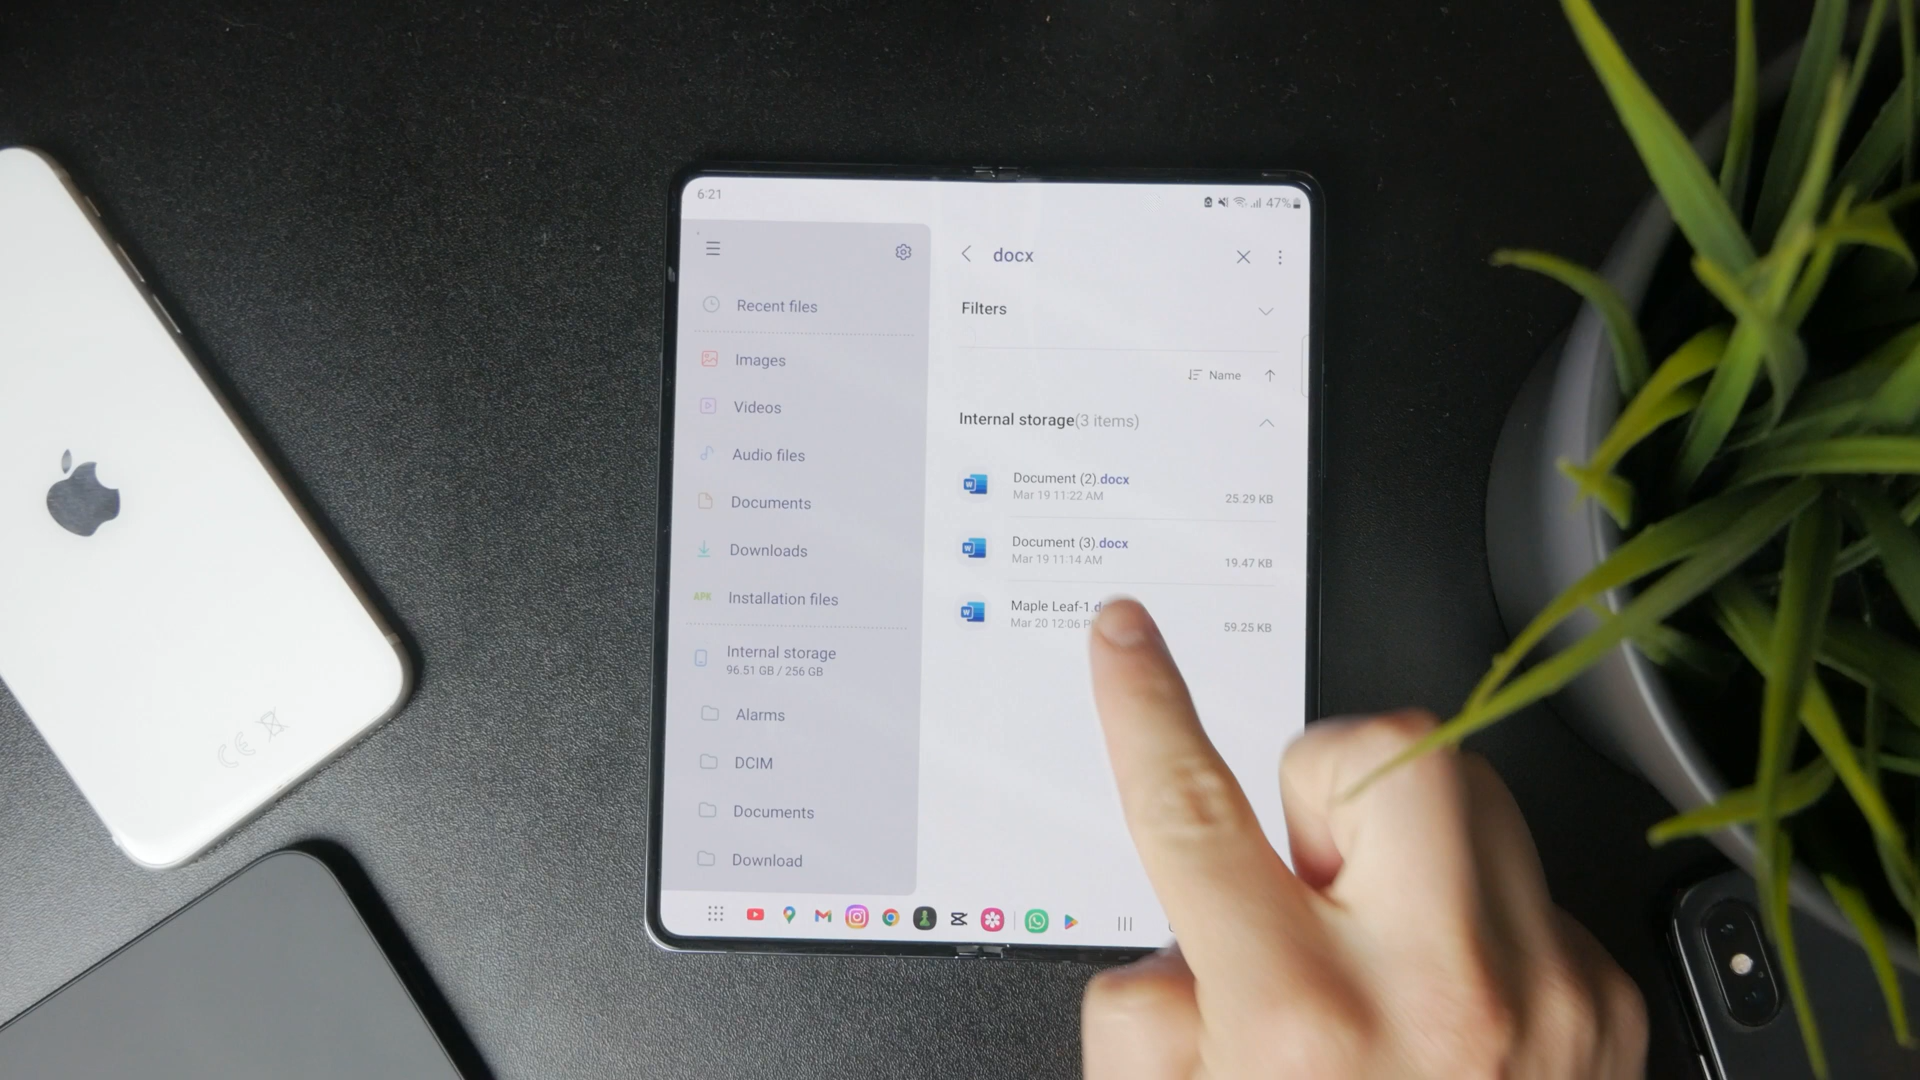 6:21
47%
Recent files
Images
Videos
Audio files
Documents
Downloads
APK Installation files
Internal storage
96.51 GB / 256 GB
Alarms
DCIM
Documents
Download
docx
Filters
Name
Internal storage(3 items)
Document (2).docx
Mar 19 11:22 AM
25.29 KB
Document (3).docx
Mar 19 11:14 AM
19.47 KB
Maple Leaf-1.d
Mar 20 12:06 P
59.25 KB
CE